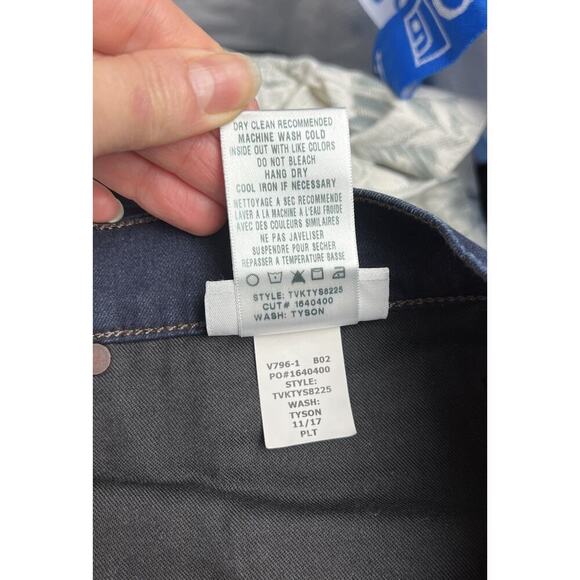 DRY CLEAN RECOMMENDED
MACHINE WASH COLD
INSIDE OUT WITH LIKE COLORS
DO NOT BLEACH
HANG DRY
COOL IRON IF NECESSARY
NETTOYAGE A SEC RECOMMANDE
LAVER A LA MACHINE A L'EAU FROIDE
AVEC DE COULEURS SIMILAIRES
NE PAS JAVELISER
SUSPENDRE POUR SECHER
REPASSER A TEMPERATURE BASSE
STYLE: TVKTYS8225
CUT# 1640400
WASH: TYSON
V796-1 B02
PO#1640400
STYLE:
TVKTYS8225
WASH:
TYSON
11/17
PLT